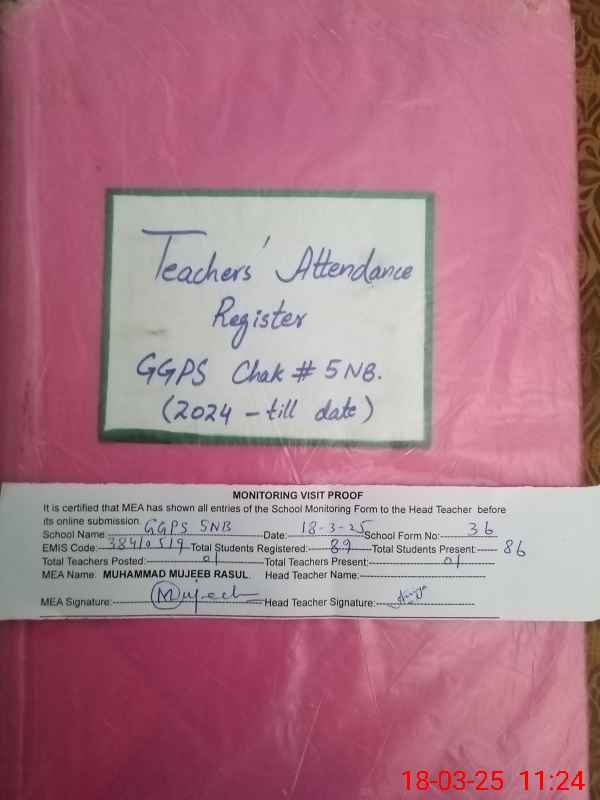 Teachers' Attendance
Register
GGPS Chak # 5NB.
(2024 - till date)
MONITORING VISIT PROOF
It is certified that MEA has shown all entries of the School Monitoring Form to the Head Teacher before
its online submission.
School Name: GGPS 5NB Date: 18-3-25 School Form No: 36
EMIS Code: 38410519 Total Students Registered: 89 Total Students Present: 86
Total Teachers Posted: 01 Total Teachers Present: 01
MEA Name: MUHAMMAD MUJEEB RASUL. Head Teacher Name:
MEA Signature: Mujeeb Head Teacher Signature:
18-03-25 11:24